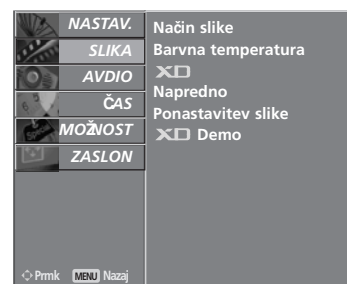 NASTAV.
SLIKA
AVDIO
ČAS
MOŽNOST
ZASLON
Način slike
Barvna temperatura
XD
Napredno
Ponastavitev slike
XD Demo
Prmk MENU Nazaj